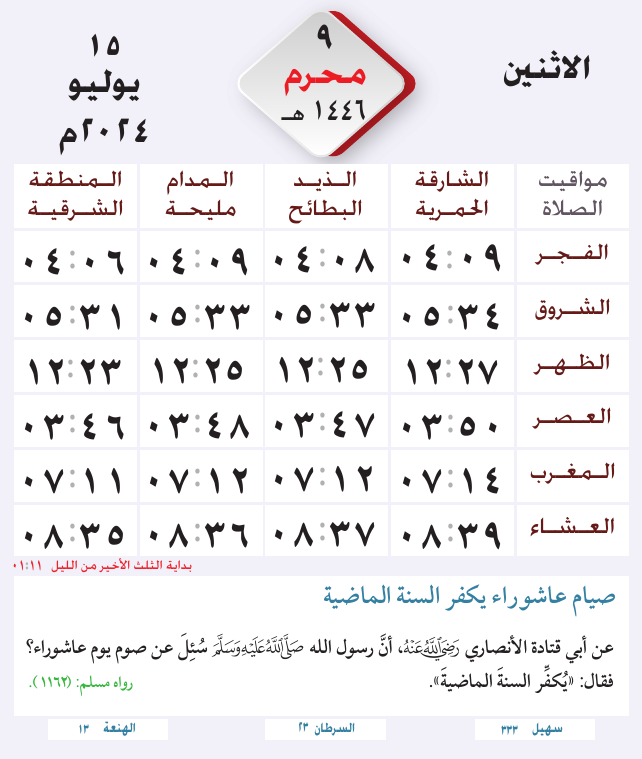 الاثنين
٩
محرم
١٤٤٦ هـ
١٥
يوليو
٢٠٢٤م
مواقيت الصلاة | الشارقة الحمرية | الذيد البطائح | المدام مليحة | المنطقة الشرقية
الفجر ٠٤:٠٩ ٠٤:٠٨ ٠٤:٠٩ ٠٤:٠٦
الشروق ٠٥:٣٤ ٠٥:٣٣ ٠٥:٣٣ ٠٥:٣١
الظهر ١٢:٢٧ ١٢:٢٥ ١٢:٢٥ ١٢:٢٣
العصر ٠٣:٥٠ ٠٣:٤٧ ٠٣:٤٨ ٠٣:٤٦
المغرب ٠٧:١٤ ٠٧:١٢ ٠٧:١٢ ٠٧:١١
العشاء ٠٨:٣٩ ٠٨:٣٧ ٠٨:٣٦ ٠٨:٣٥
بداية الثلث الأخير من الليل ٠١:١١
صيام عاشوراء يكفر السنة الماضية
عن أبي قتادة الأنصاري رَضِيَ اللَّهُ عَنْهُ، أنَّ رسول الله صَلَّى اللَّهُ عَلَيْهِ وَسَلَّمَ سُئِلَ عن صوم يوم عاشوراء؟
فقال: «يُكفِّر السنةَ الماضيةَ». رواه مسلم: (١١٦٢).
سهيل ٣٣٣ السرطان ٢٣ الهنعة ١٣